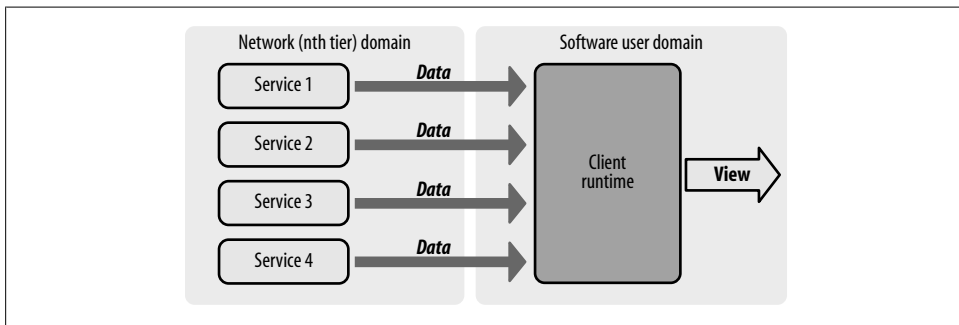 Network (nth tier) domain
Software user domain
Service 1
Data
Service 2
Data
Service 3
Data
Service 4
Data
Client
runtime
View